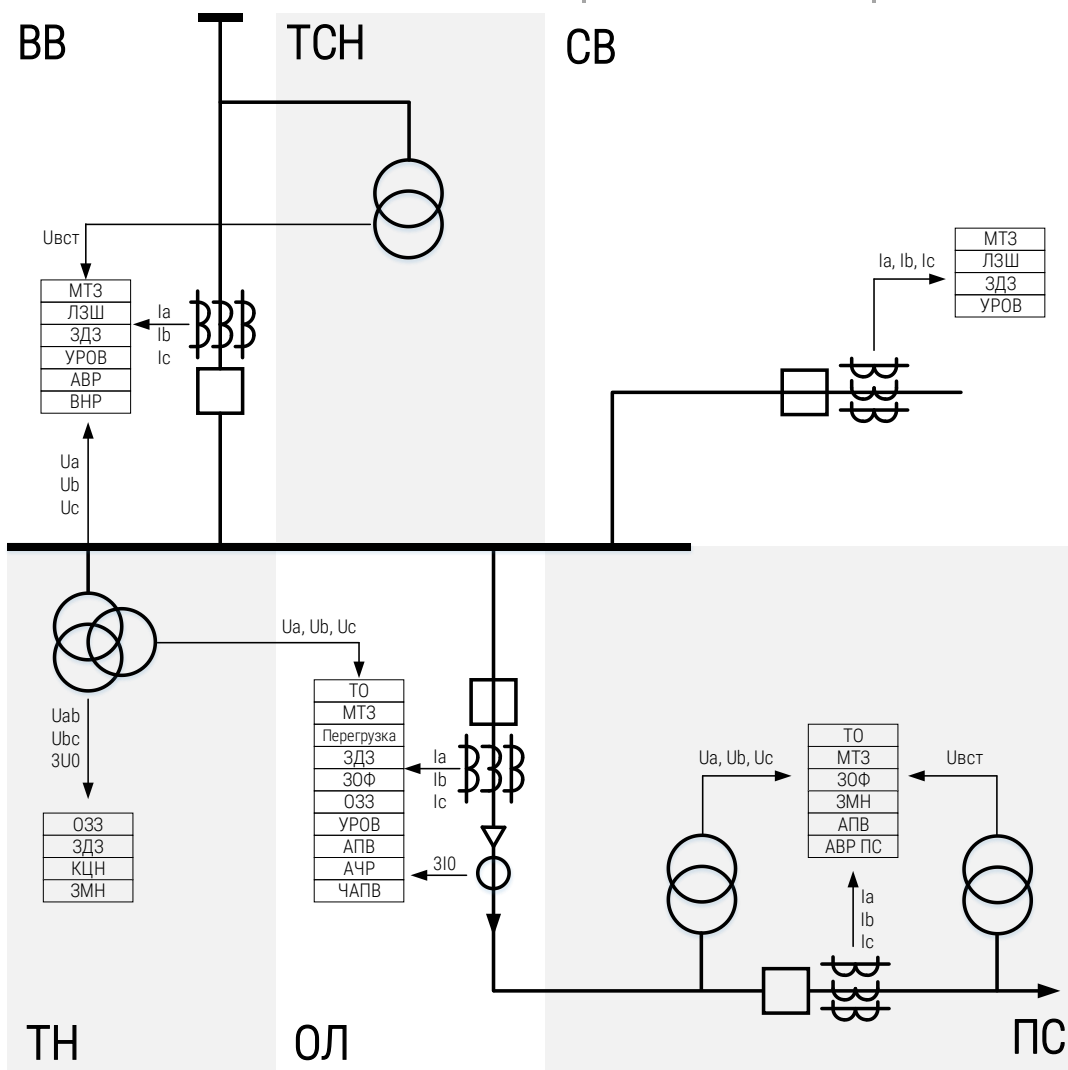 ВВ
ТСН
СВ
Uвст
МТЗ
ЛЗШ
ЗДЗ
УРОВ
АВР
ВНР
Ia
Ib
Ic
Ua
Ub
Uc
Ia, Ib, Ic
МТЗ
ЛЗШ
ЗДЗ
УРОВ
Ua, Ub, Uc
Uab
Ubc
3U0
ОЗЗ
ЗДЗ
КЦН
ЗМН
ТО
МТЗ
Перегрузка
ЗДЗ
ЗОФ
ОЗЗ
УРОВ
АПВ
АЧР
ЧАПВ
Ia
Ib
Ic
3I0
Ua, Ub, Uc
ТО
МТЗ
ЗОФ
ЗМН
АПВ
АВР ПС
Uвст
Ia
Ib
Ic
ТН
ОЛ
ПС